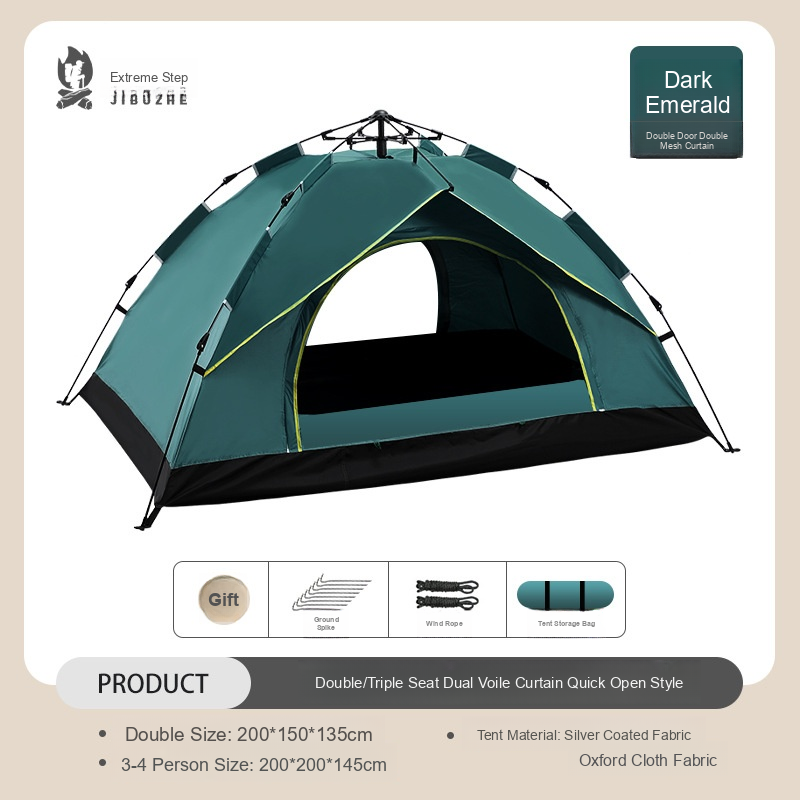 Extreme Step
JIBOZHE
Dark
Emerald
Double Door Double
Mesh Curtain
Gift
Ground
Spike
Wind Rope
Tent Storage Bag
PRODUCT
Double/Triple Seat Dual Voile Curtain Quick Open Style
• Double Size: 200*150*135cm
• Tent Material: Silver Coated Fabric
• 3-4 Person Size: 200*200*145cm
Oxford Cloth Fabric